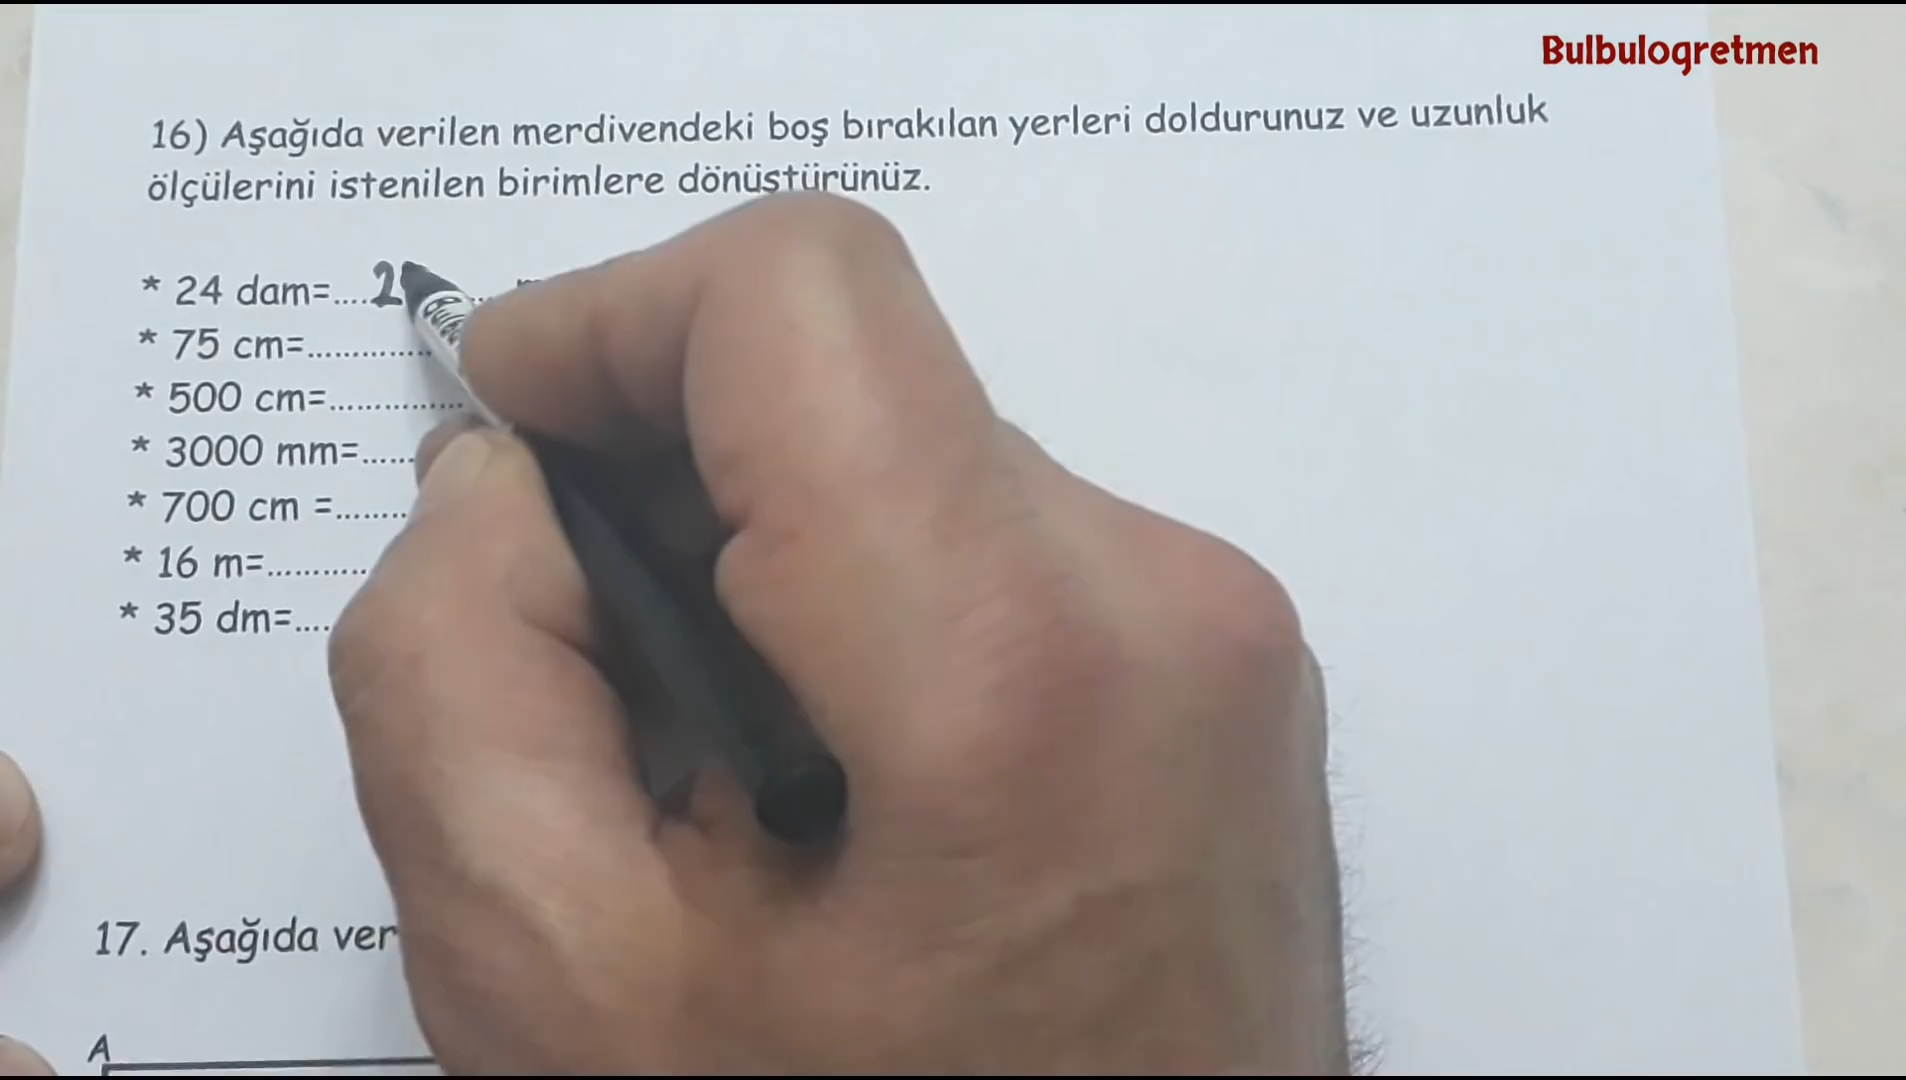 Bulbulogretmen
16) Aşağıda verilen merdivendeki boş bırakılan yerleri doldurunuz ve uzunluk
ölçülerini istenilen birimlere dönüştürünüz.
* 24 dam=....2
* 75 cm=..............
* 500 cm=...............
* 3000 mm=......
* 700 cm =........
* 16 m=...........
* 35 dm=....
17. Aşağıda ver
A